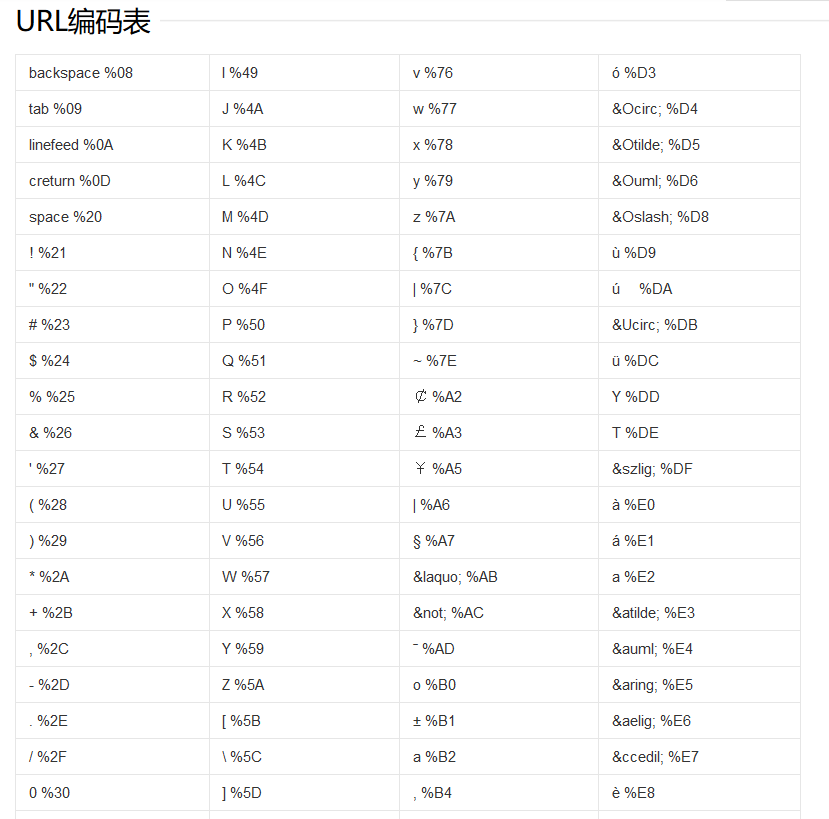 URL编码表
backspace %08 I %49 v %76 ó %D3
tab %09 J %4A w %77 &Ocirc; %D4
linefeed %0A K %4B x %78 &Otilde; %D5
creturn %0D L %4C y %79 &Ouml; %D6
space %20 M %4D z %7A &Oslash; %D8
! %21 N %4E { %7B ù %D9
" %22 O %4F | %7C ú %DA
# %23 P %50 } %7D &Ucirc; %DB
$ %24 Q %51 ~ %7E ü %DC
% %25 R %52 ₡ %A2 Y %DD
& %26 S %53 £ %A3 T %DE
' %27 T %54 ¥ %A5 &szlig; %DF
( %28 U %55 | %A6 à %E0
) %29 V %56 § %A7 á %E1
* %2A W %57 &laquo; %AB a %E2
+ %2B X %58 &not; %AC &atilde; %E3
, %2C Y %59 ¯ %AD &auml; %E4
- %2D Z %5A o %B0 &aring; %E5
. %2E [ %5B ± %B1 &aelig; %E6
/ %2F \ %5C a %B2 &ccedil; %E7
0 %30 ] %5D , %B4 è %E8